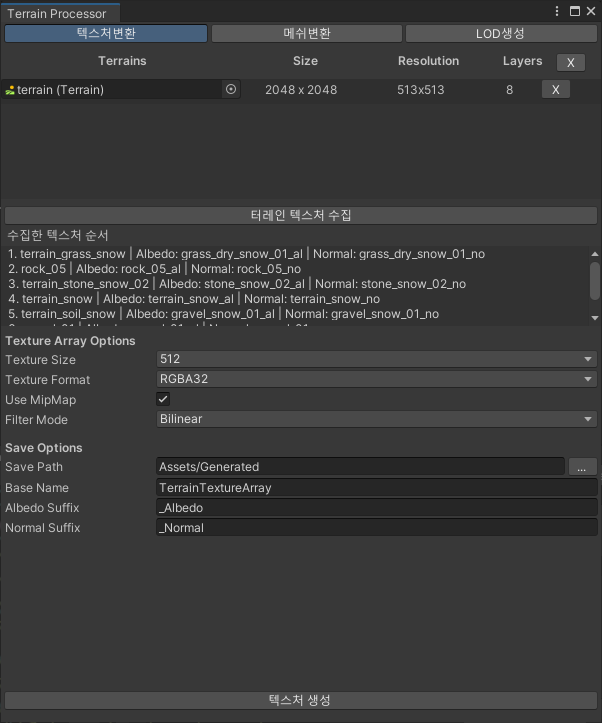 Terrain Processor
텍스처변환 메쉬변환 LOD생성
Terrains Size Resolution Layers X
terrain (Terrain) 2048 x 2048 513x513 8 X
터레인 텍스처 수집
수집한 텍스처 순서
1. terrain_grass_snow | Albedo: grass_dry_snow_01_al | Normal: grass_dry_snow_01_no
2. rock_05 | Albedo: rock_05_al | Normal: rock_05_no
3. terrain_stone_snow_02 | Albedo: stone_snow_02_al | Normal: stone_snow_02_no
4. terrain_snow | Albedo: terrain_snow_al | Normal: terrain_snow_no
5. terrain_soil_snow | Albedo: gravel_snow_01_al | Normal: gravel_snow_01_no
Texture Array Options
Texture Size 512
Texture Format RGBA32
Use MipMap
Filter Mode Bilinear
Save Options
Save Path Assets/Generated ...
Base Name TerrainTextureArray
Albedo Suffix _Albedo
Normal Suffix _Normal
텍스처 생성